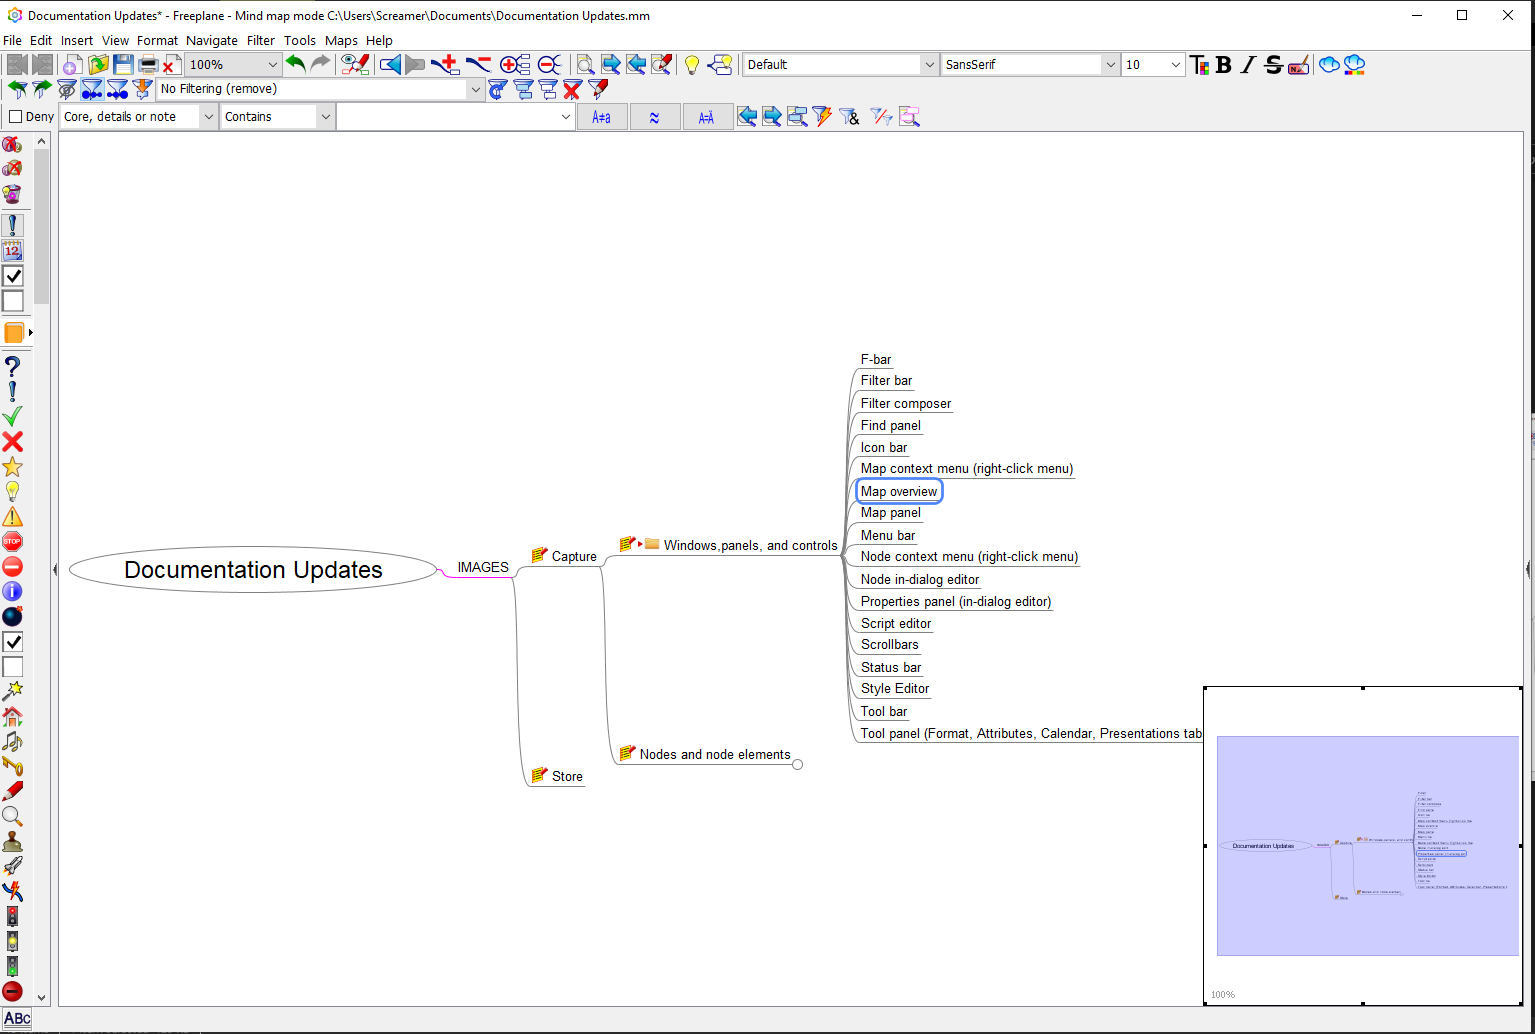 Documentation Updates* - Freeplane - Mind map mode C:\Users\Screamer\Documents\Documentation Updates.mm
File Edit Insert View Format Navigate Filter Tools Maps Help
100% Default SansSerif 10
No Filtering (remove)
Deny Core, details or note Contains A≠a ≈ A=Ä
12
STOP
F-bar
Filter bar
Filter composer
Find panel
Icon bar
Map context menu (right-click menu)
Map overview
Map panel
Menu bar
Node context menu (right-click menu)
Node in-dialog editor
Properties panel (in-dialog editor)
Script editor
Scrollbars
Status bar
Style Editor
Tool bar
Tool panel (Format, Attributes, Calendar, Presentations tab
Windows,panels, and controls
Capture
IMAGES
Documentation Updates
Nodes and node elements
Store
Documentation Updates
100%
ABc